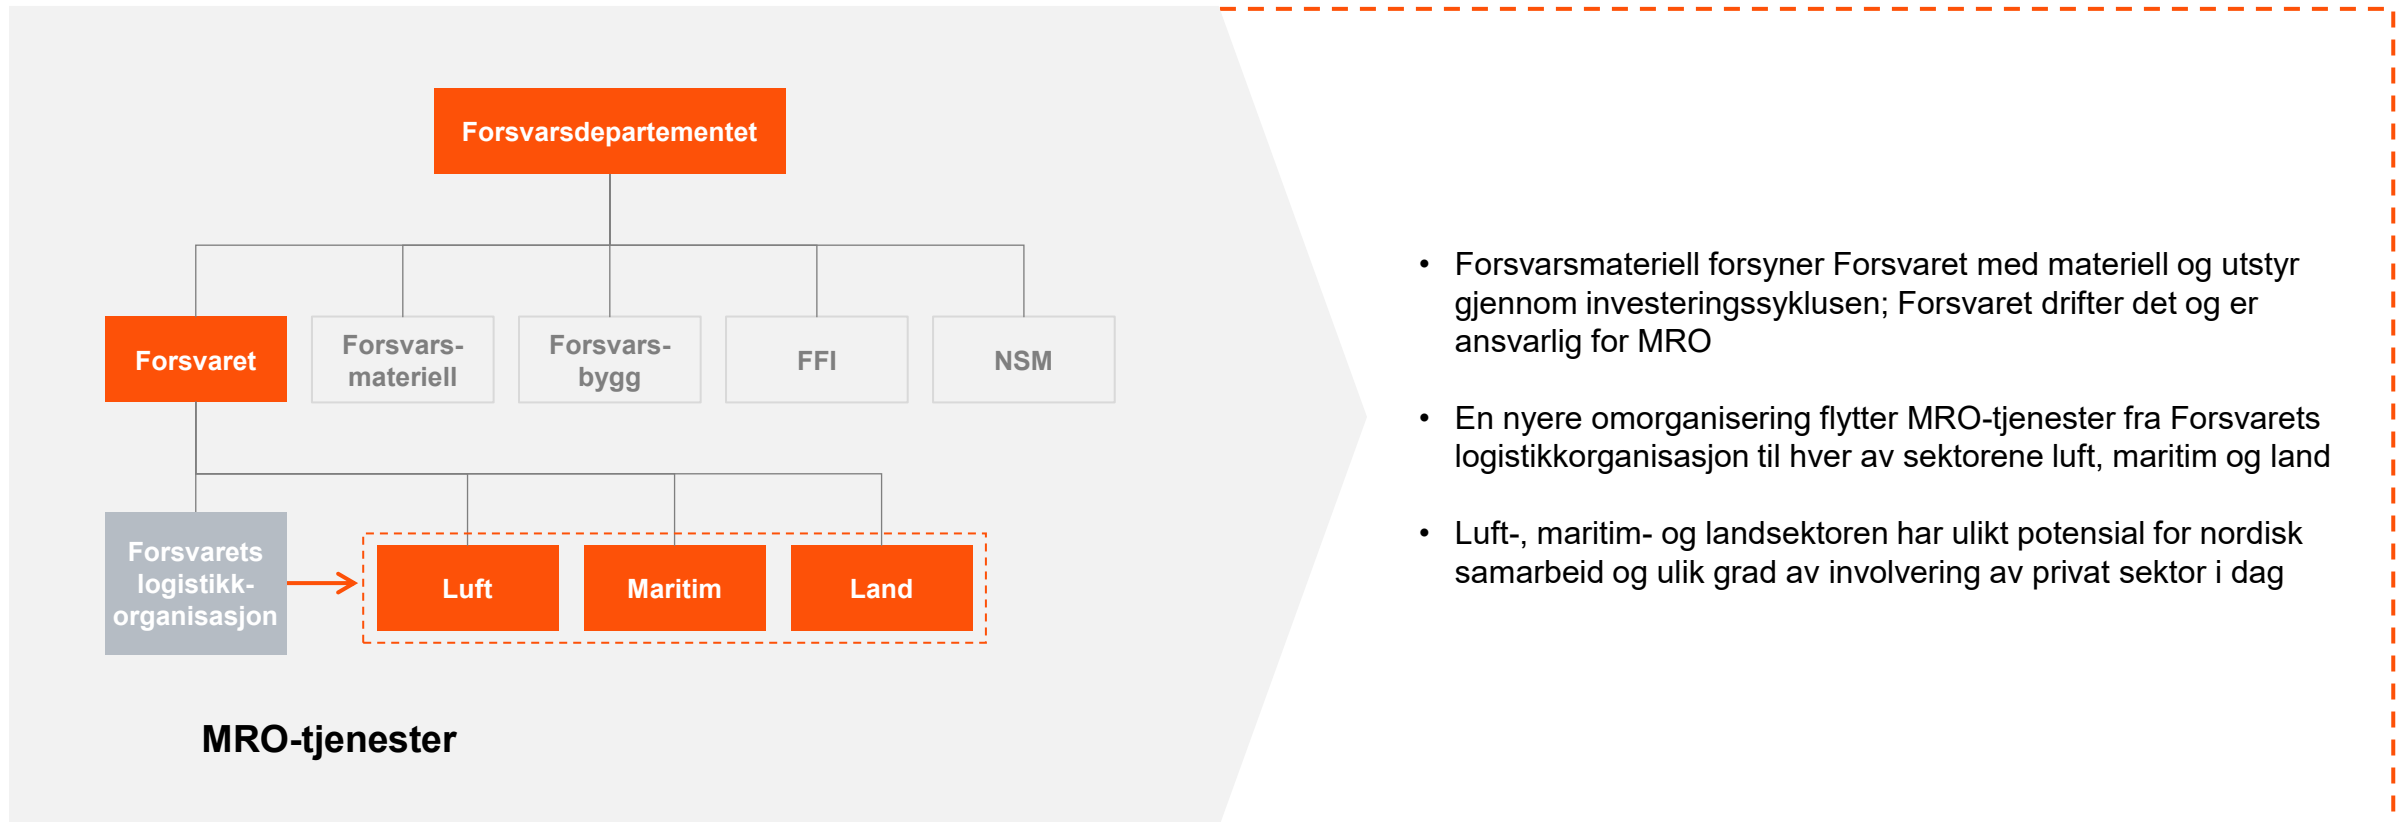 Forsvarsdepartementet
Forsvaret
Forsvars-
materiell
Forsvars-
bygg
FFI
NSM
Forsvarets
logistikk-
organisasjon
Luft
Maritim
Land
MRO-tjenester
• Forsvarsmateriell forsyner Forsvaret med materiell og utstyr
gjennom investeringssyklusen; Forsvaret drifter det og er
ansvarlig for MRO
• En nyere omorganisering flytter MRO-tjenester fra Forsvarets
logistikkorganisasjon til hver av sektorene luft, maritim og land
• Luft-, maritim- og landsektoren har ulikt potensial for nordisk
samarbeid og ulik grad av involvering av privat sektor i dag